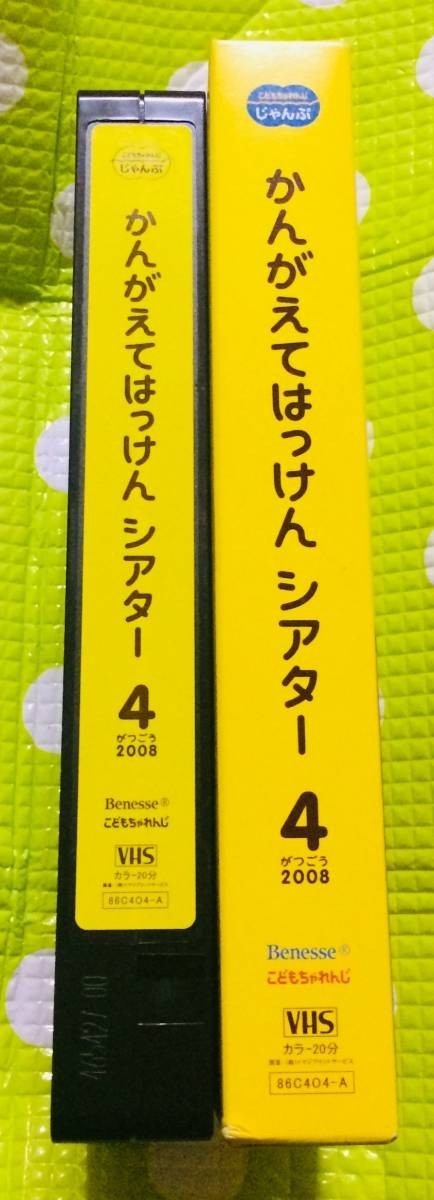 こどもちゃれんじ
じゃんぷ
かんがえてはっけん シアター
4
がつごう
2008
Benesse®
こどもちゃれんじ
VHS
カラー20分
86C404-A
こどもちゃれんじ
じゃんぷ
かんがえてはっけん シアター
4
がつごう
2008
Benesse®
こどもちゃれんじ
VHS
カラー20分
86C404-A